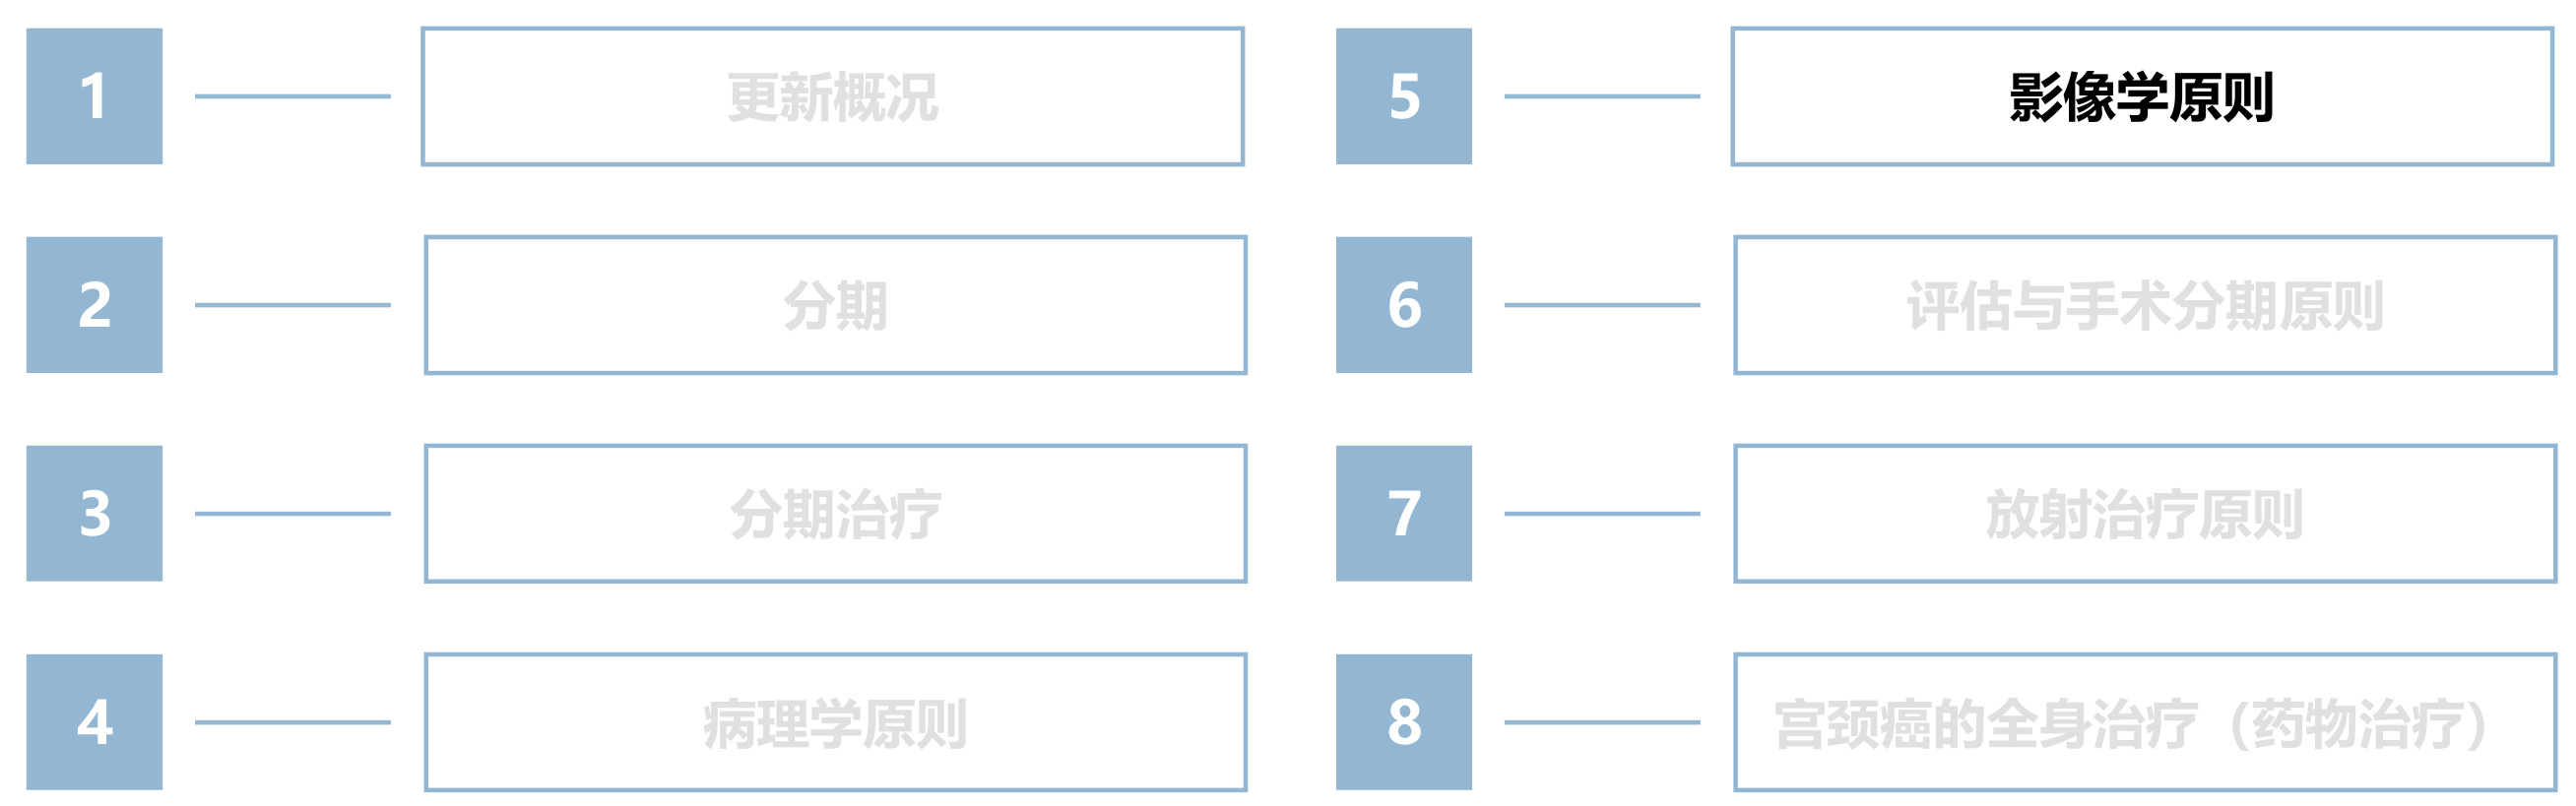 1
更新概况
2
分期
3
分期治疗
4
病理学原则
5
影像学原则
6
评估与手术分期原则
7
放射治疗原则
8
宫颈癌的全身治疗（药物治疗）